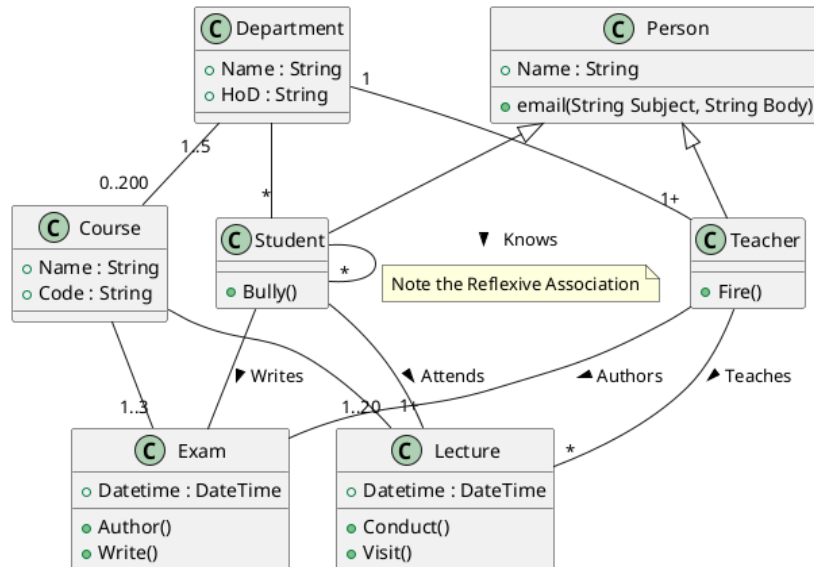 C Department
Name : String
HoD : String
C Person
Name : String
email(String Subject, String Body)
1
1..5
0..200
*
1+
C Course
Name : String
Code : String
C Student
Bully()
*
Knows
Note the Reflexive Association
C Teacher
Fire()
Writes
Attends
Authors
Teaches
1..3
1..20
1+
*
C Exam
Datetime : DateTime
Author()
Write()
C Lecture
Datetime : DateTime
Conduct()
Visit()